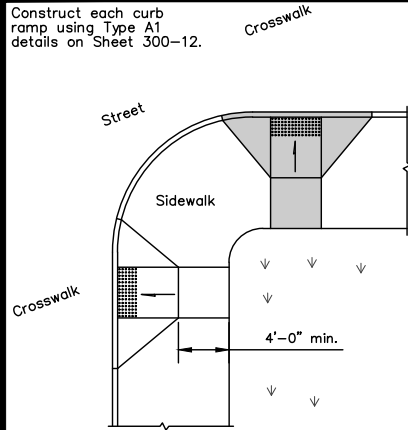 Construct each curb
ramp using Type A1
details on Sheet 300-12.
Crosswalk
Street
Sidewalk
Crosswalk
4'-0" min.